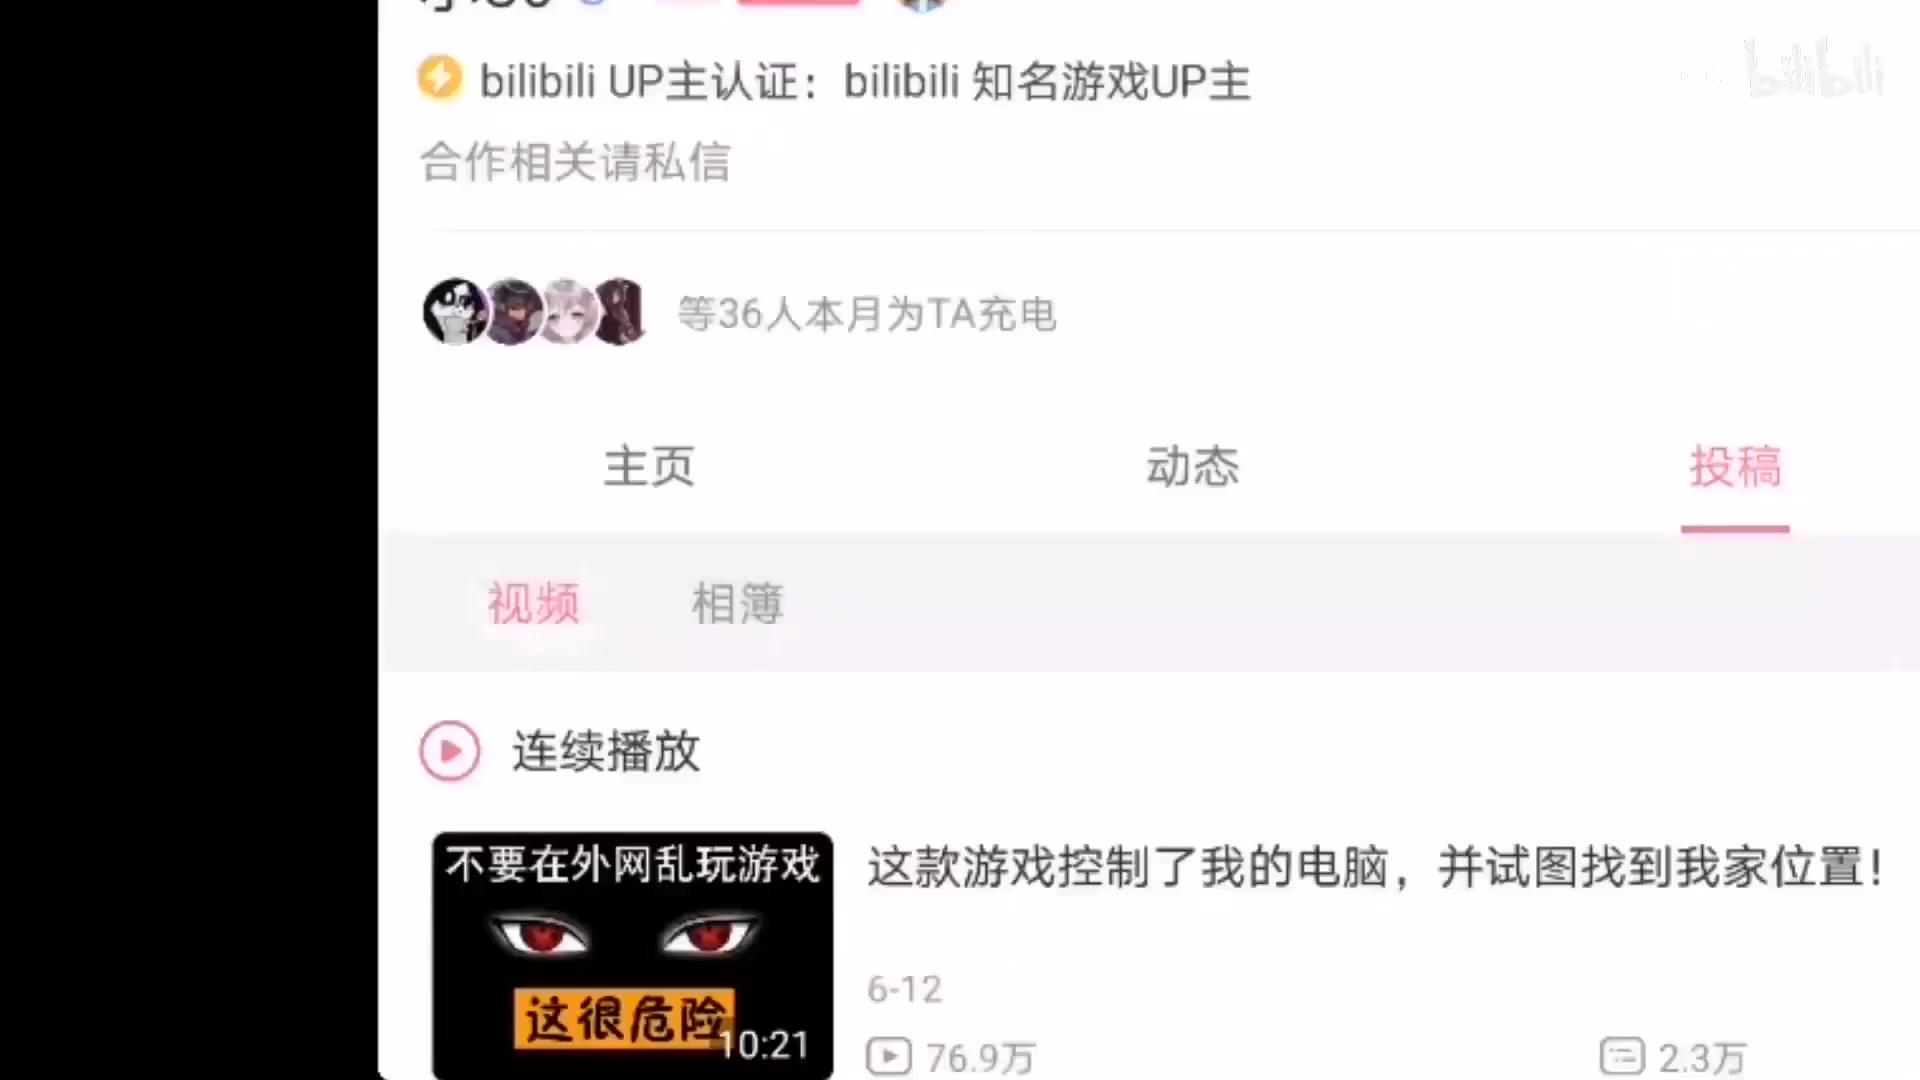 bilibili
bilibili UP主认证：bilibili 知名游戏UP主
合作相关请私信
等36人本月为TA充电
主页 动态 投稿
视频 相簿
连续播放
不要在外网乱玩游戏
这很危险
10:21
这款游戏控制了我的电脑，并试图找到我家位置！
6-12
76.9万 2.3万